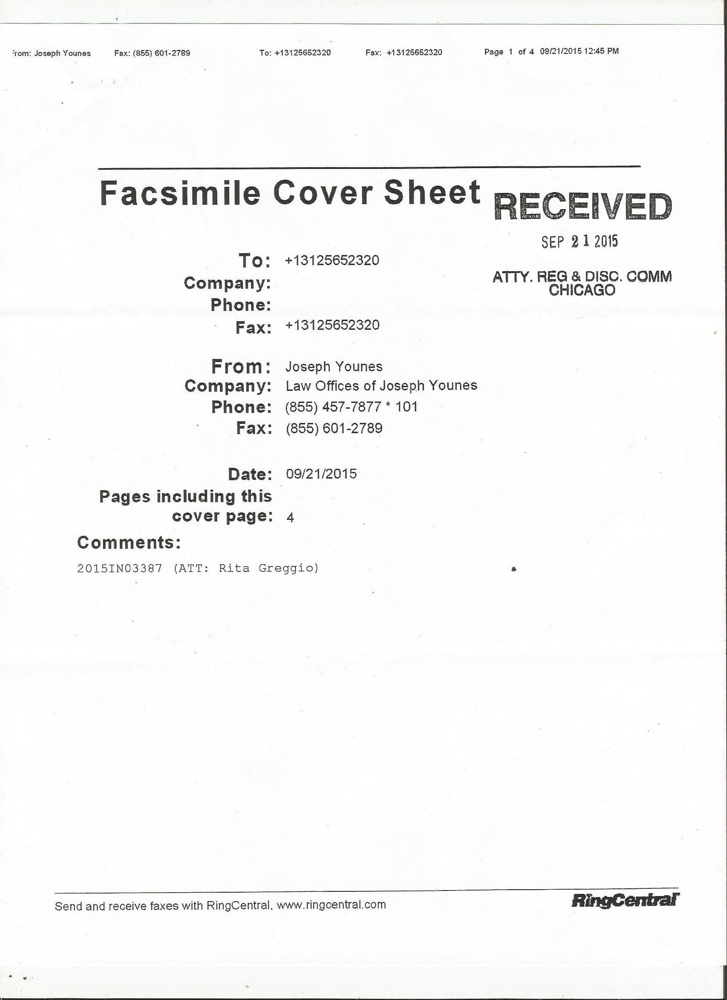 rom: Joseph Younes Fax: (855) 601-2789 To: +13125652320 Fax: +13125652320 Page 1 of 4 09/21/2015 12:45 PM
Facsimile Cover Sheet
RECEIVED
SEP 21 2015
ATTY. REG & DISC. COMM
CHICAGO
To: +13125652320
Company:
Phone:
Fax: +13125652320
From: Joseph Younes
Company: Law Offices of Joseph Younes
Phone: (855) 457-7877 * 101
Fax: (855) 601-2789
Date: 09/21/2015
Pages including this
cover page: 4
Comments:
2015IN03387 (ATT: Rita Greggio)
Send and receive faxes with RingCentral, www.ringcentral.com
RingCentral